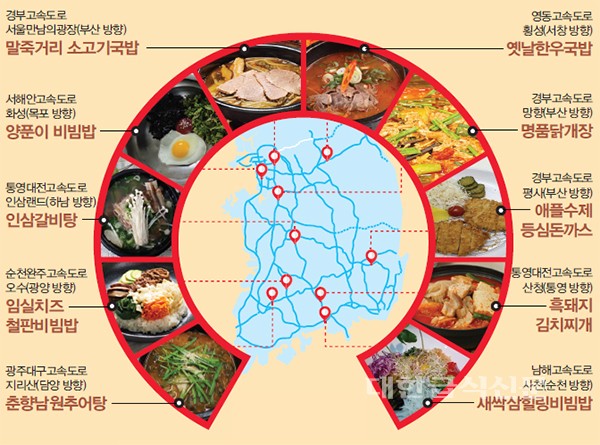 경부고속도로
서울만남의광장(부산 방향)
말죽거리 소고기국밥
서해안고속도로
화성(목포 방향)
양푼이 비빔밥
통영대전고속도로
인삼랜드(하남 방향)
인삼갈비탕
순천완주고속도로
오수(광양 방향)
임실치즈
철판비빔밥
광주대구고속도로
지리산(담양 방향)
춘향남원추어탕
영동고속도로
횡성(서창 방향)
옛날한우국밥
경부고속도로
망향(부산 방향)
명품닭개장
경부고속도로
평사(부산 방향)
애플수제
등심돈까스
통영대전고속도로
산청(통영 방향)
흑돼지
김치찌개
남해고속도로
사천(순천 방향)
새싹삼힐링비빔밥
대한급식신문